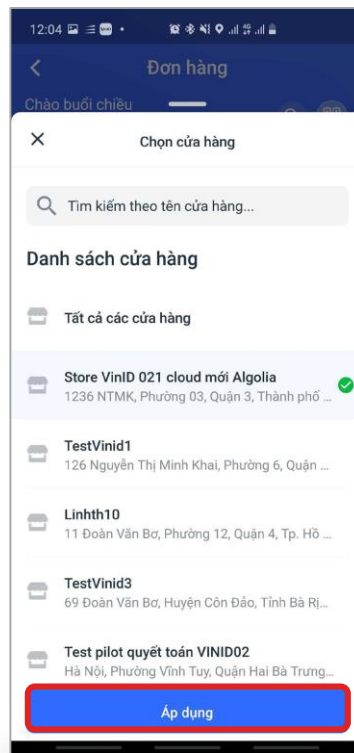 12:04
Đơn hàng
Chào buổi chiều
Chọn cửa hàng
Tìm kiếm theo tên cửa hàng...
Danh sách cửa hàng
Tất cả các cửa hàng
Store VinID 021 cloud mới Algolia
1236 NTMK, Phường 03, Quận 3, Thành phố ...
TestVinid1
126 Nguyễn Thị Minh Khai, Phường 6, Quận ...
Linhth10
11 Đoàn Văn Bơ, Phường 12, Quận 4, Tp. Hồ ...
TestVinid3
69 Đoàn Văn Bơ, Huyện Côn Đảo, Tỉnh Bà Rị...
Test pilot quyết toán VINID02
Hà Nội, Phường Vĩnh Tuy, Quận Hai Bà Trưng...
Áp dụng